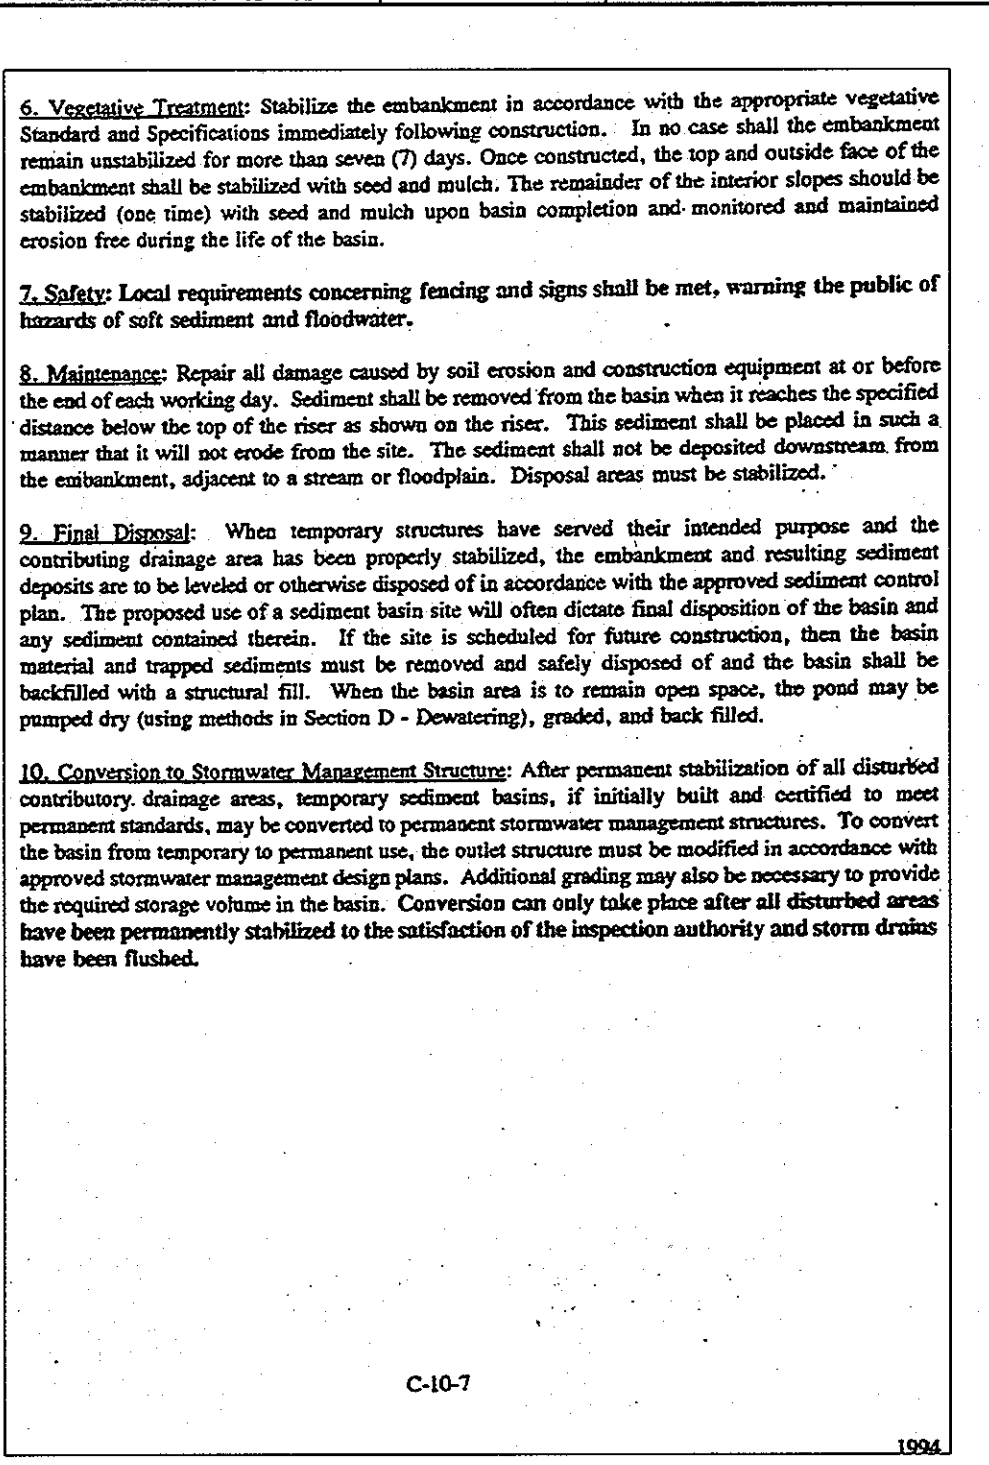 6. Vegetative Treatment: Stabilize the embankment in accordance with the appropriate vegetative
Standard and Specifications immediately following construction. In no case shall the embankment
remain unstabilized for more than seven (7) days. Once constructed, the top and outside face of the
embankment shall be stabilized with seed and mulch. The remainder of the interior slopes should be
stabilized (one time) with seed and mulch upon basin completion and monitored and maintained
erosion free during the life of the basin.
7. Safety: Local requirements concerning fencing and signs shall be met, warning the public of
hazards of soft sediment and floodwater.
8. Maintenance: Repair all damage caused by soil erosion and construction equipment at or before
the end of each working day. Sediment shall be removed from the basin when it reaches the specified
distance below the top of the riser as shown on the riser. This sediment shall be placed in such a
manner that it will not erode from the site. The sediment shall not be deposited downstream from
the embankment, adjacent to a stream or floodplain. Disposal areas must be stabilized.
9. Final Disposal: When temporary structures have served their intended purpose and the
contributing drainage area has been properly stabilized, the embankment and resulting sediment
deposits are to be leveled or otherwise disposed of in accordance with the approved sediment control
plan. The proposed use of a sediment basin site will often dictate final disposition of the basin and
any sediment contained therein. If the site is scheduled for future construction, then the basin
material and trapped sediments must be removed and safely disposed of and the basin shall be
backfilled with a structural fill. When the basin area is to remain open space, the pond may be
pumped dry (using methods in Section D - Dewatering), graded, and back filled.
10. Conversion to Stormwater Management Structure: After permanent stabilization of all disturbed
contributory. drainage areas, temporary sediment basins, if initially built and certified to meet
permanent standards, may be converted to permanent stormwater management structures. To convert
the basin from temporary to permanent use, the outlet structure must be modified in accordance with
approved stormwater management design plans. Additional grading may also be necessary to provide
the required storage volume in the basin. Conversion can only take place after all disturbed areas
have been permanently stabilized to the satisfaction of the inspection authority and storm drains
have been flushed.
C-10-7
1994